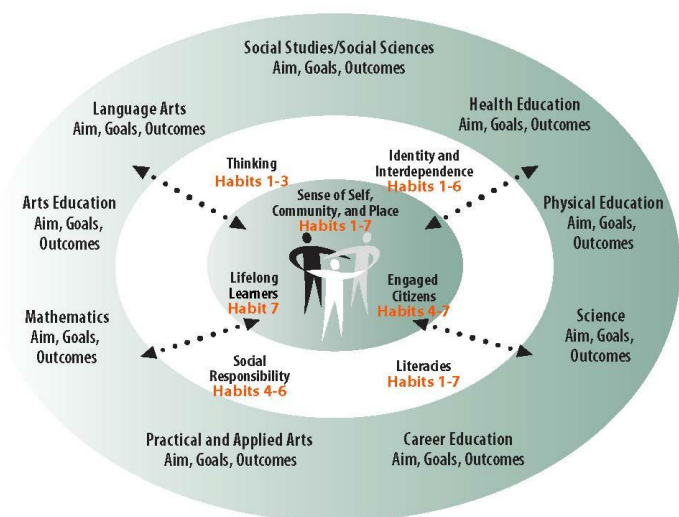 Social Studies/Social Sciences
Aim, Goals, Outcomes
Language Arts
Aim, Goals, Outcomes
Health Education
Aim, Goals, Outcomes
Thinking
Habits 1-3
Identity and
Interdependence
Habits 1-6
Arts Education
Aim, Goals,
Outcomes
Sense of Self,
Community, and Place
Habits 1-7
Physical Education
Aim, Goals,
Outcomes
Lifelong
Learners
Habit 7
Engaged
Citizens
Habits 4-7
Mathematics
Aim, Goals,
Outcomes
Science
Aim, Goals,
Outcomes
Social
Responsibility
Habits 4-6
Literacies
Habits 1-7
Practical and Applied Arts
Aim, Goals, Outcomes
Career Education
Aim, Goals, Outcomes